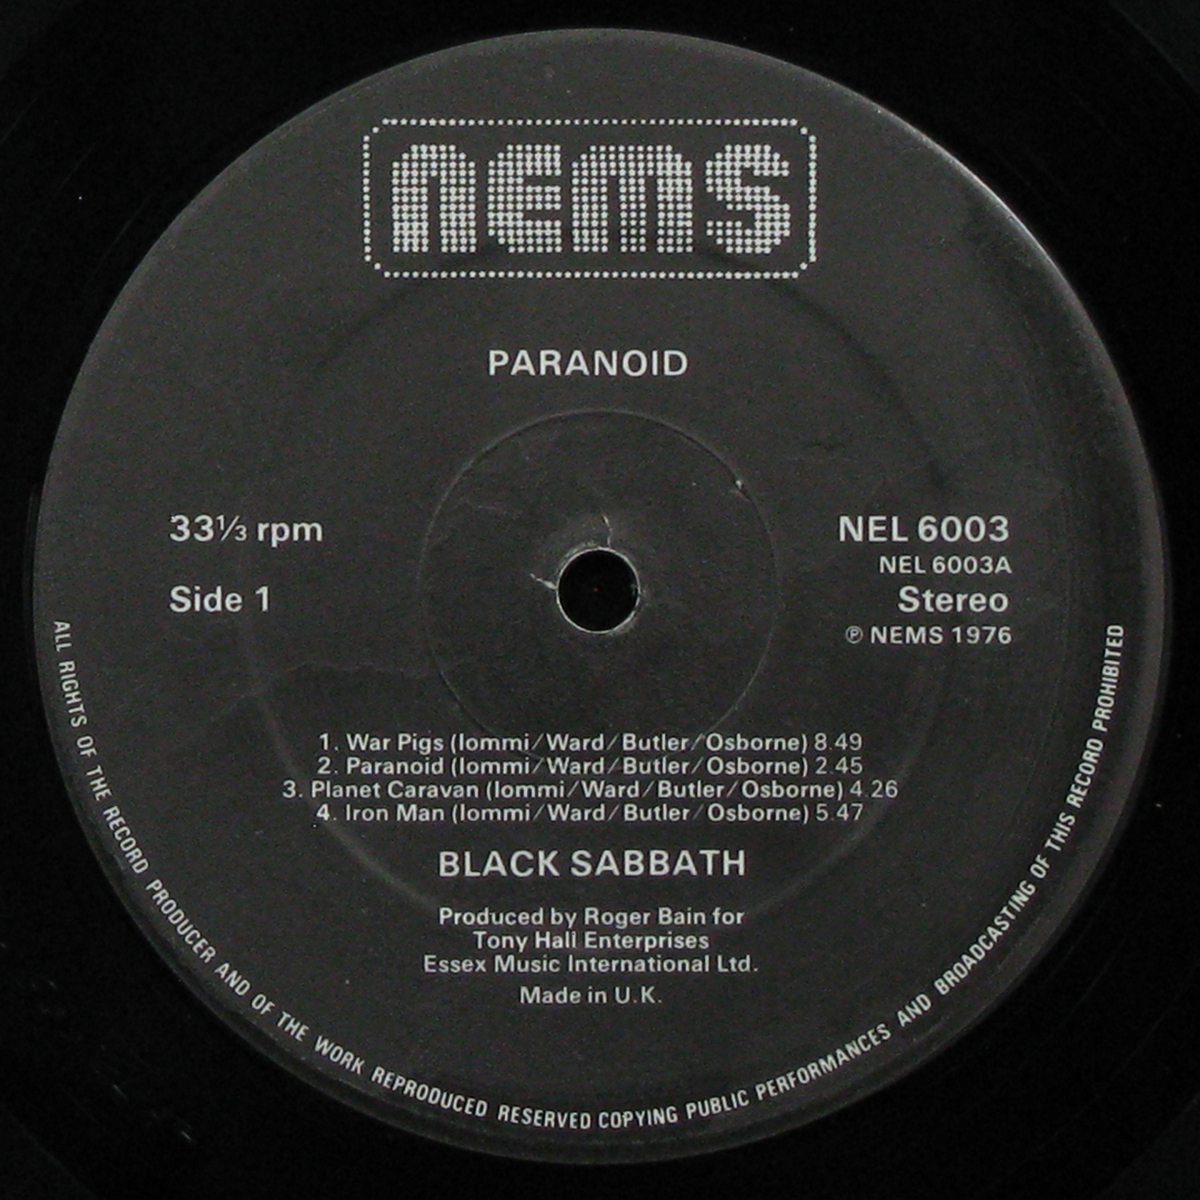 nems
PARANOID
33⅓ rpm
Side 1
NEL 6003
NEL 6003A
Stereo
℗ NEMS 1976
1. War Pigs (Iommi/Ward/Butler/Osborne) 8.49
2. Paranoid (Iommi/Ward/Butler/Osborne) 2.45
3. Planet Caravan (Iommi/Ward/Butler/Osborne) 4.26
4. Iron Man (Iommi/Ward/Butler/Osborne) 5.47
BLACK SABBATH
Produced by Roger Bain for
Tony Hall Enterprises
Essex Music International Ltd.
Made in U.K.
ALL RIGHTS OF THE RECORD PRODUCER AND OF THE WORK REPRODUCED RESERVED COPYING PUBLIC PERFORMANCES AND BROADCASTING OF THIS RECORD PROHIBITED